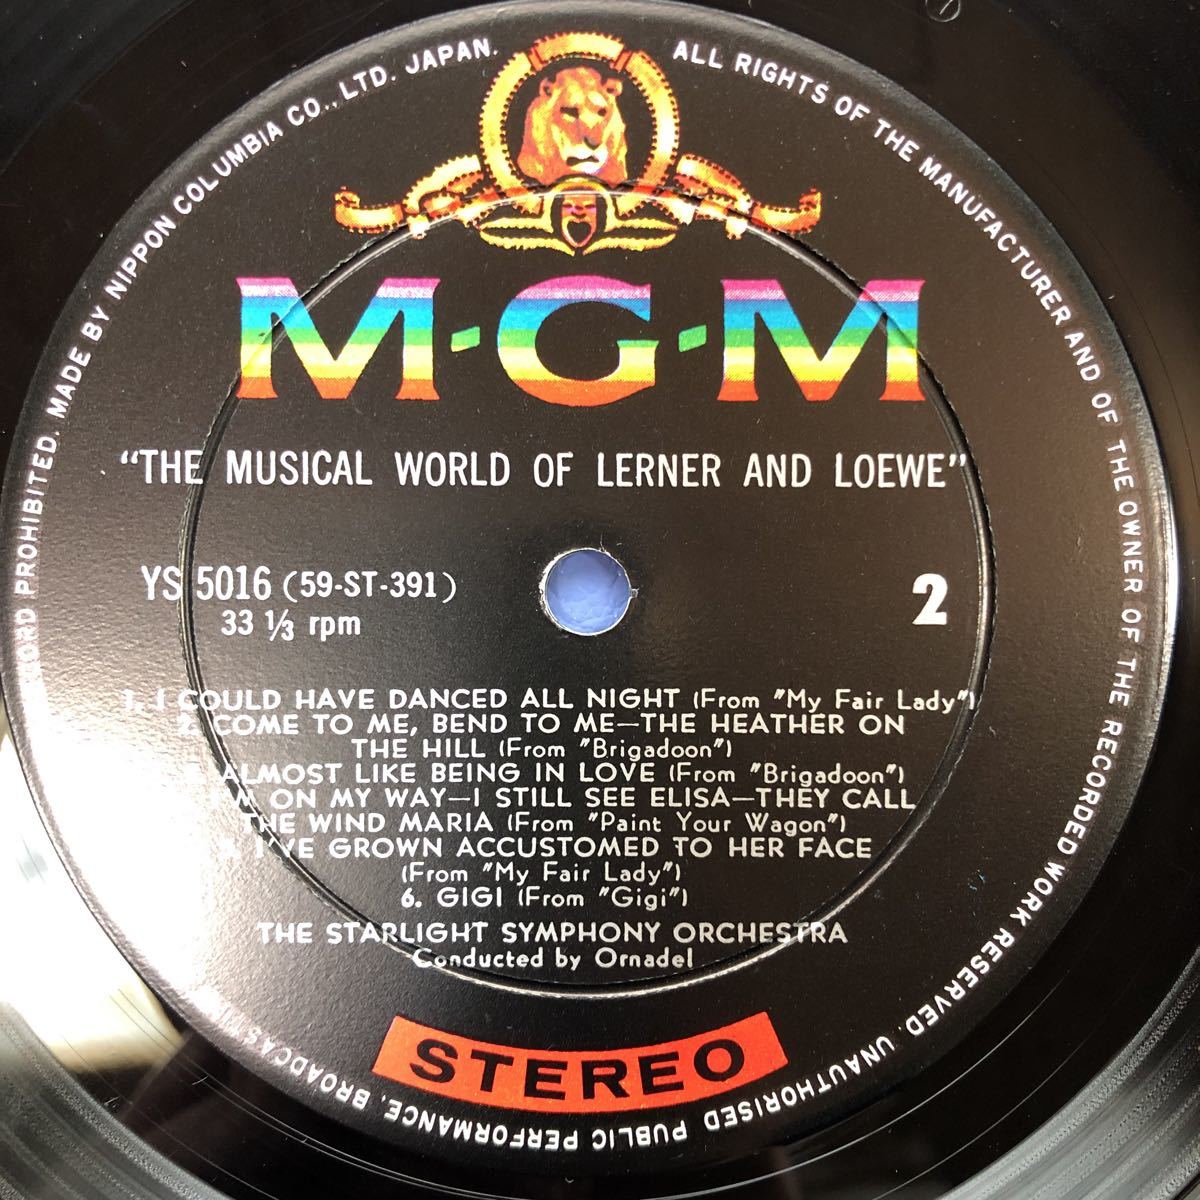 ORD PROHIBITED. MADE BY NIPPON COLUMBIA CO., LTD. JAPAN.
ALL RIGHTS OF THE MANUFACTURER AND OF THE OWNER OF THE RECORDED WORK RESERVED. UNAUTHORISED PUBLIC PERFORMANCE, BROADCASTIN
M·G·M
"THE MUSICAL WORLD OF LERNER AND LOEWE"
YS 5016 (59-ST-391)
33 1/3 rpm
2
1. I COULD HAVE DANCED ALL NIGHT (From "My Fair Lady")
2. COME TO ME, BEND TO ME—THE HEATHER ON
THE HILL (From "Brigadoon")
ALMOST LIKE BEING IN LOVE (From "Brigadoon")
I'M ON MY WAY—I STILL SEE ELISA—THEY CALL
THE WIND MARIA (From "Paint Your Wagon")
I'VE GROWN ACCUSTOMED TO HER FACE
(From "My Fair Lady")
6. GIGI (From "Gigi")
THE STARLIGHT SYMPHONY ORCHESTRA
Conducted by Ornadel
STEREO